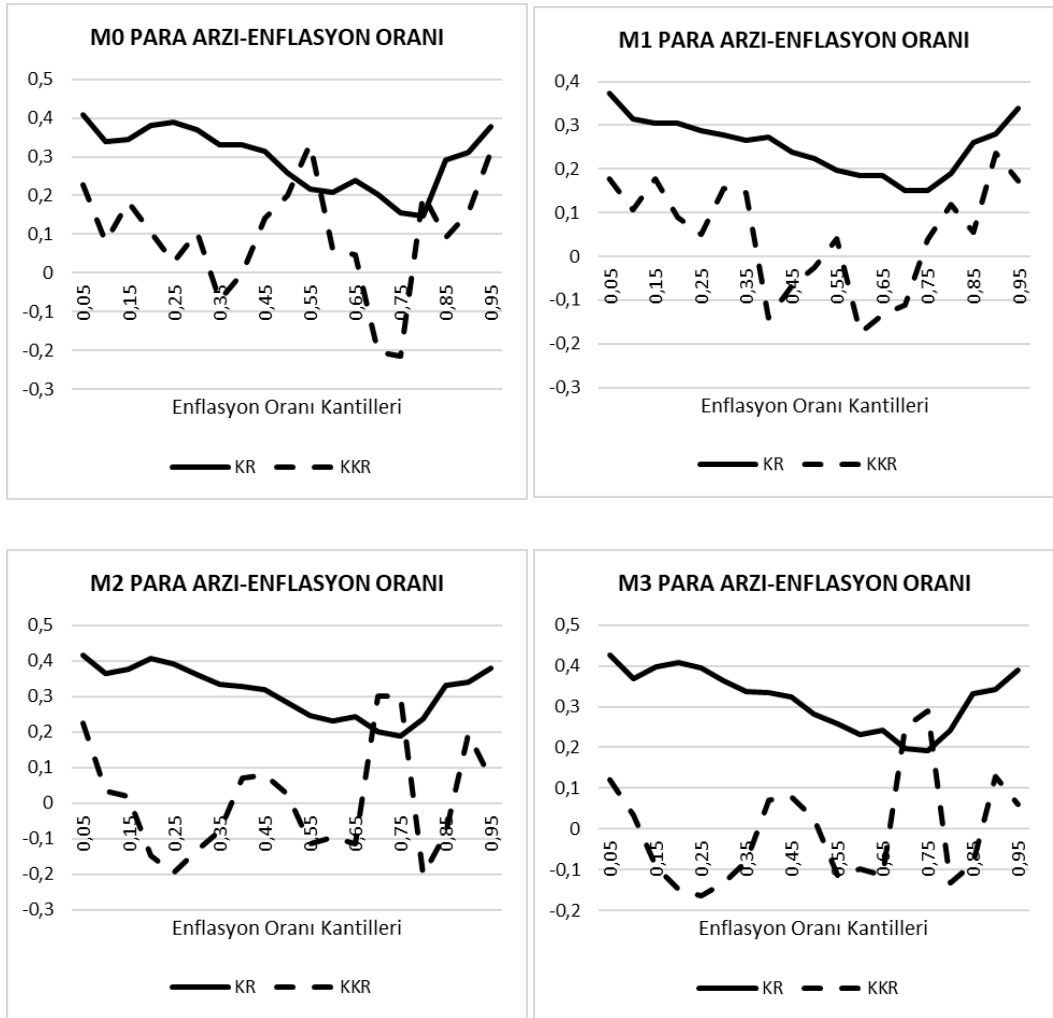 M0 PARA ARZI-ENFLASYON ORANI
0,5
0,4
0,3
0,2
0,1
0
-0,1
-0,2
-0,3
0,05 0,15 0,25 0,35 0,45 0,55 0,65 0,75 0,85 0,95
Enflasyon Oranı Kantilleri
KR KKR
M1 PARA ARZI-ENFLASYON ORANI
0,4
0,3
0,2
0,1
0
-0,1
-0,2
-0,3
0,05 0,15 0,25 0,35 0,45 0,55 0,65 0,75 0,85 0,95
Enflasyon Oranı Kantilleri
KR KKR
M2 PARA ARZI-ENFLASYON ORANI
0,5
0,4
0,3
0,2
0,1
0
-0,1
-0,2
-0,3
0,05 0,15 0,25 0,35 0,45 0,55 0,65 0,75 0,85 0,95
Enflasyon Oranı Kantilleri
KR KKR
M3 PARA ARZI-ENFLASYON ORANI
0,5
0,4
0,3
0,2
0,1
0
-0,1
-0,2
0,05 0,15 0,25 0,35 0,45 0,55 0,65 0,75 0,85 0,95
Enflasyon Oranı Kantilleri
KR KKR